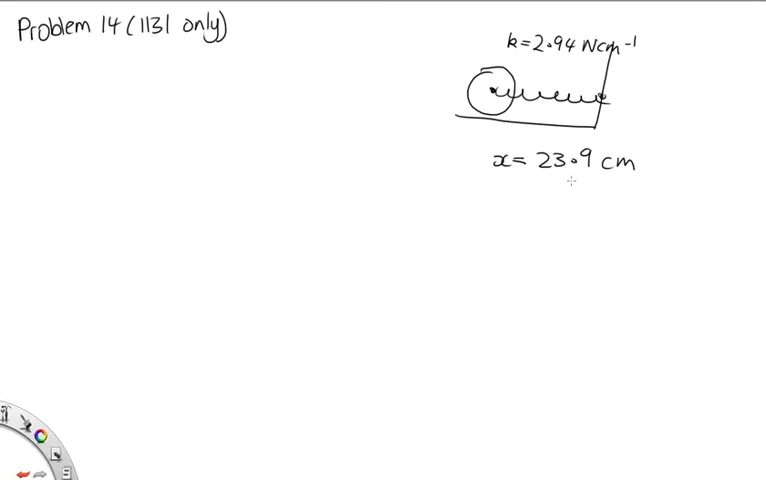 Problem 14 (1131 only)
k=2.94 Ncm-1
x= 23.9 cm